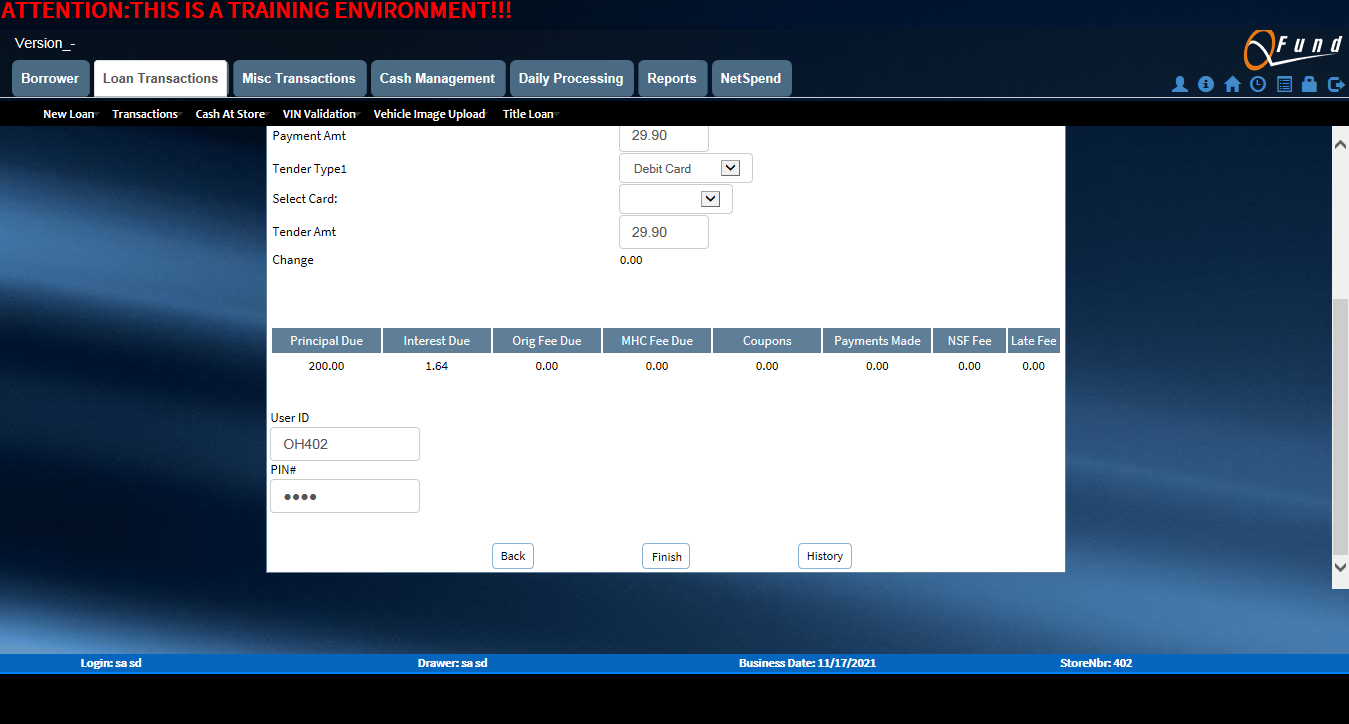 ATTENTION:THIS IS A TRAINING ENVIRONMENT!!!
Version_-
Fund
Borrower Loan Transactions Misc Transactions Cash Management Daily Processing Reports NetSpend
New Loan Transactions Cash At Store VIN Validation Vehicle Image Upload Title Loan
Payment Amt 29.90
Tender Type1 Debit Card
Select Card:
Tender Amt 29.90
Change 0.00
Principal Due Interest Due Orig Fee Due MHC Fee Due Coupons Payments Made NSF Fee Late Fee
200.00 1.64 0.00 0.00 0.00 0.00 0.00 0.00
User ID
OH402
PIN#
●●●●
Back Finish History
Login: sa sd Drawer: sa sd Business Date: 11/17/2021 StoreNbr: 402